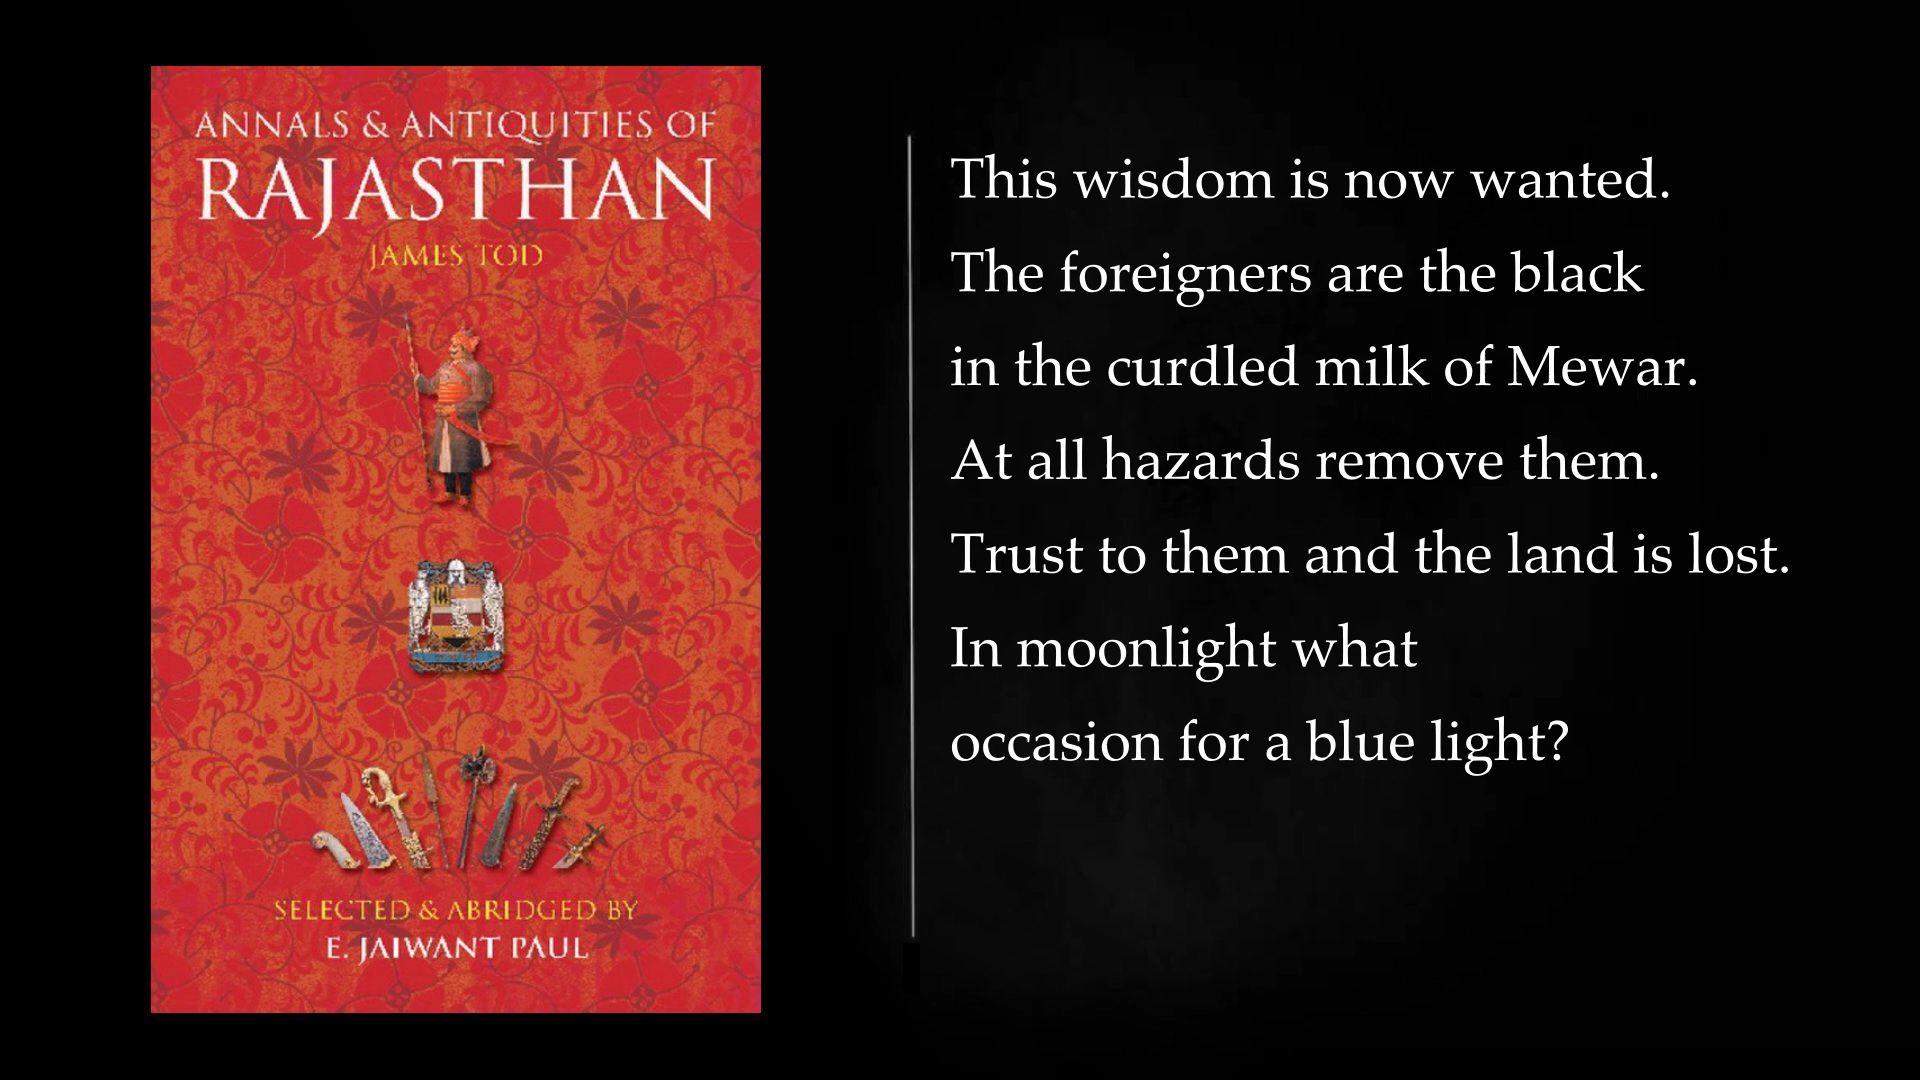 ANNALS & ANTIQUITIES OF
RAJASTHAN
JAMES TOD
SELECTED & ABRIDGED BY
E. JAIWANT PAUL
This wisdom is now wanted.
The foreigners are the black
in the curdled milk of Mewar.
At all hazards remove them.
Trust to them and the land is lost.
In moonlight what
occasion for a blue light?